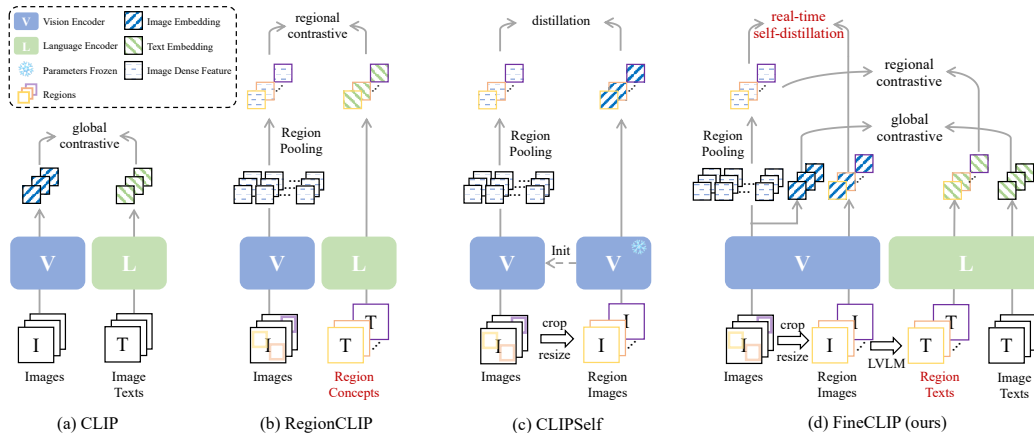 V
Vision Encoder
Image Embedding
L
Language Encoder
Text Embedding
Parameters Frozen
Image Dense Feature
Regions
global
contrastive
V
L
I
T
Images
Image
Texts
(a) CLIP
regional
contrastive
Region
Pooling
V
L
I
T
T
Images
Region
Concepts
(b) RegionCLIP
distillation
Region
Pooling
V
Init
V
I
crop
resize
I
I
Images
Region
Images
(c) CLIPSelf
real-time
self-distillation
regional
contrastive
global
contrastive
Region
Pooling
V
L
I
crop
resize
I
I
LVLM
T
T
T
Images
Region
Images
Region
Texts
Image
Texts
(d) FineCLIP (ours)